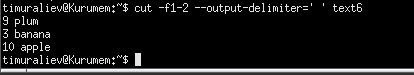 timuraliev@Kurumem:~$ cut -f1-2 --output-delimiter=' ' text6
9 plum
3 banana
10 apple
timuraliev@Kurumem:~$